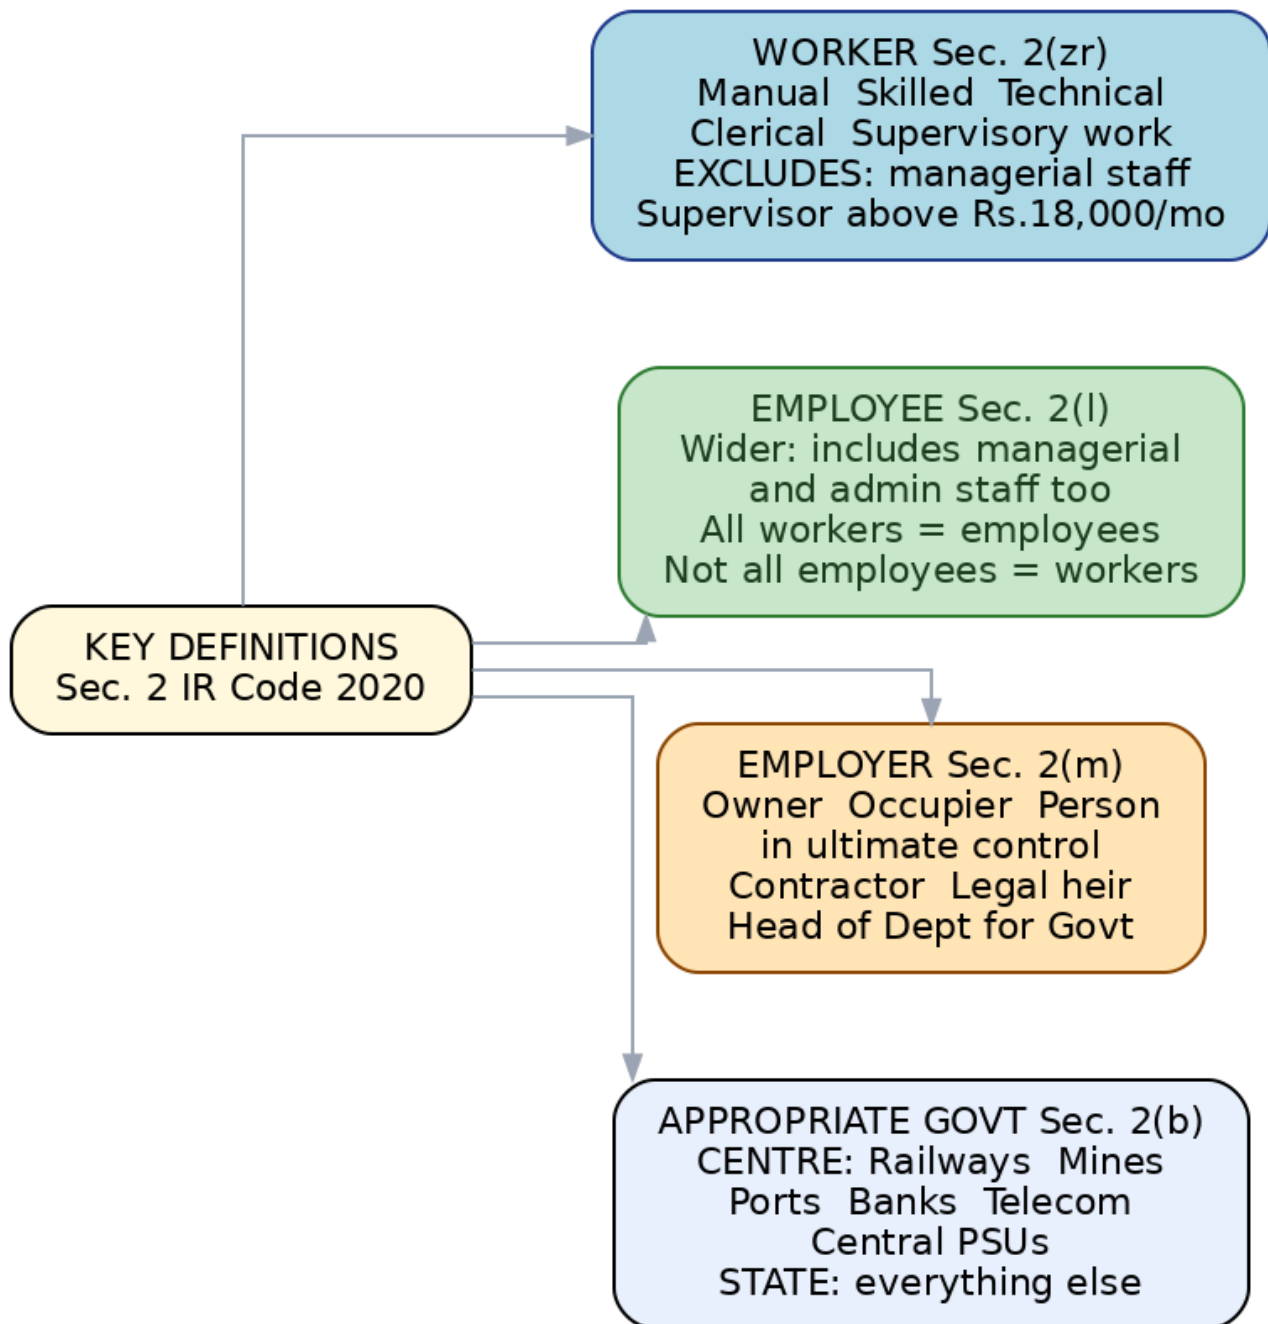 WORKER Sec. 2(zr)
Manual  Skilled  Technical
Clerical  Supervisory work
EXCLUDES: managerial staff
Supervisor above Rs.18,000/mo
EMPLOYEE Sec. 2(l)
Wider: includes managerial
and admin staff too
All workers = employees
Not all employees = workers
KEY DEFINITIONS
Sec. 2 IR Code 2020
EMPLOYER Sec. 2(m)
Owner  Occupier  Person
in ultimate control
Contractor  Legal heir
Head of Dept for Govt
APPROPRIATE GOVT Sec. 2(b)
CENTRE: Railways  Mines
Ports  Banks  Telecom
Central PSUs
STATE: everything else